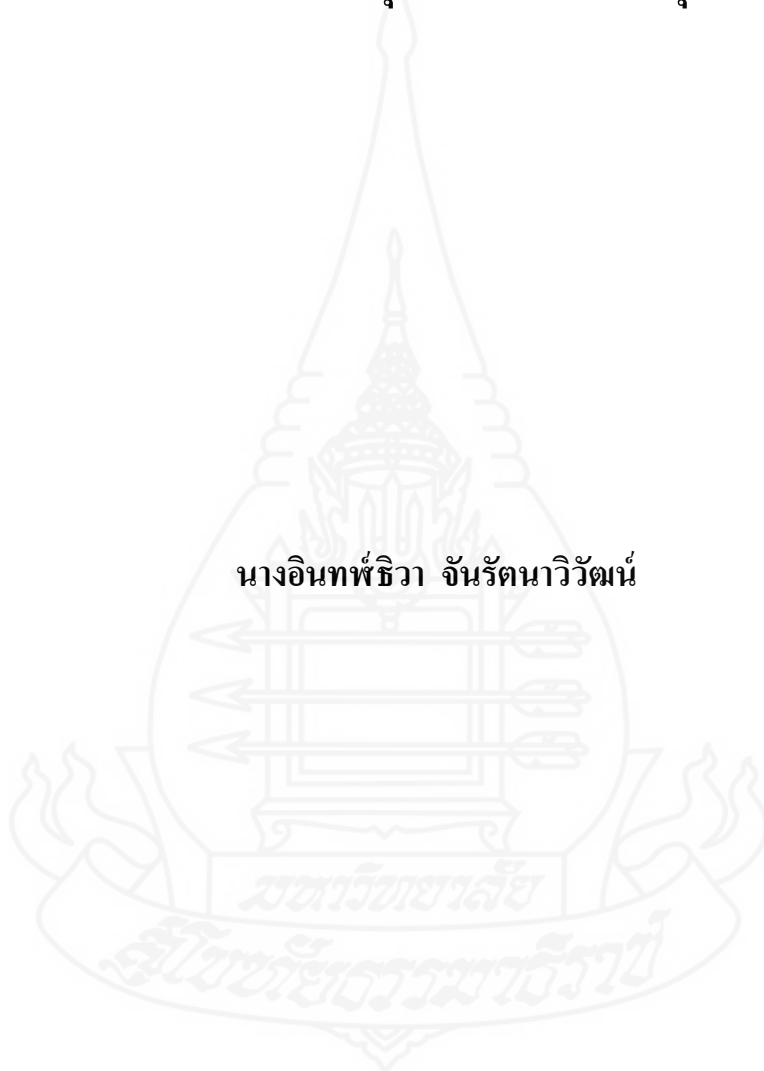 นางอินทพ์ธิวา จันรัตนาวิวัฒน์
มหาวิทยาลัย
สุโขทัยธรรมาธิราช